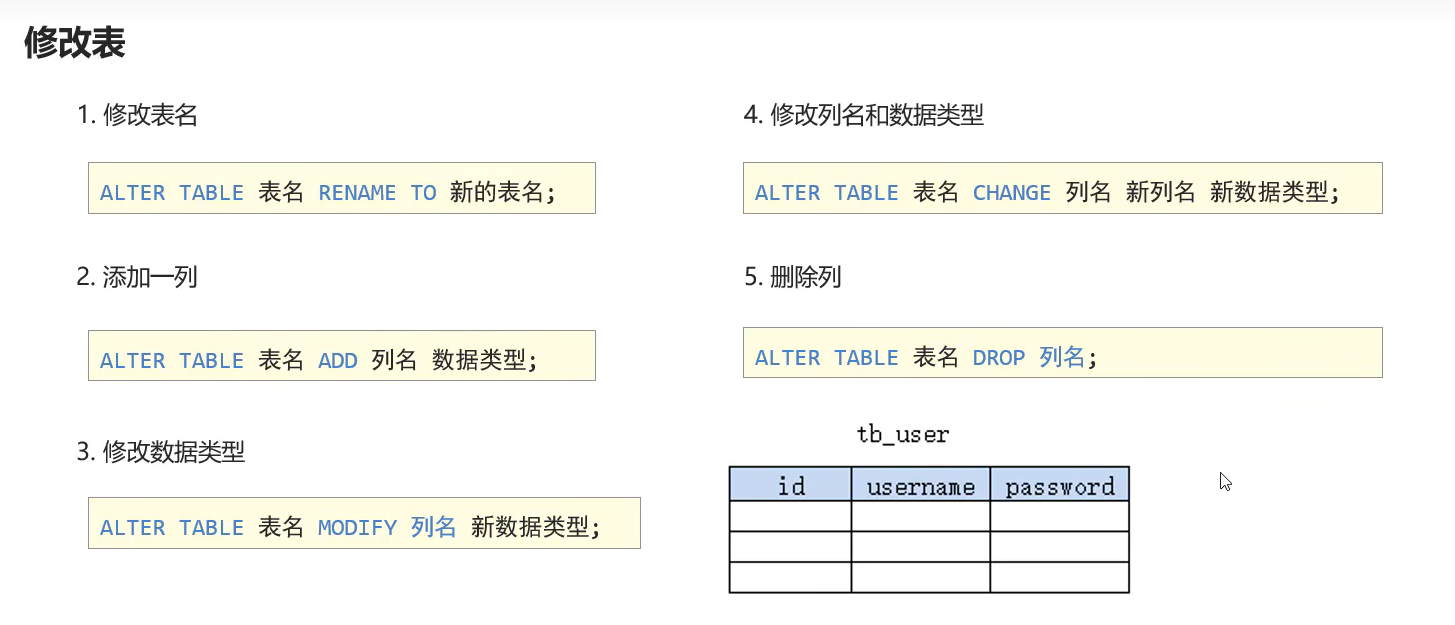 修改表
1. 修改表名
ALTER TABLE 表名 RENAME TO 新的表名;
2. 添加一列
ALTER TABLE 表名 ADD 列名 数据类型;
3. 修改数据类型
ALTER TABLE 表名 MODIFY 列名 新数据类型;
4. 修改列名和数据类型
ALTER TABLE 表名 CHANGE 列名 新列名 新数据类型;
5. 删除列
ALTER TABLE 表名 DROP 列名;
tb_user
id username password